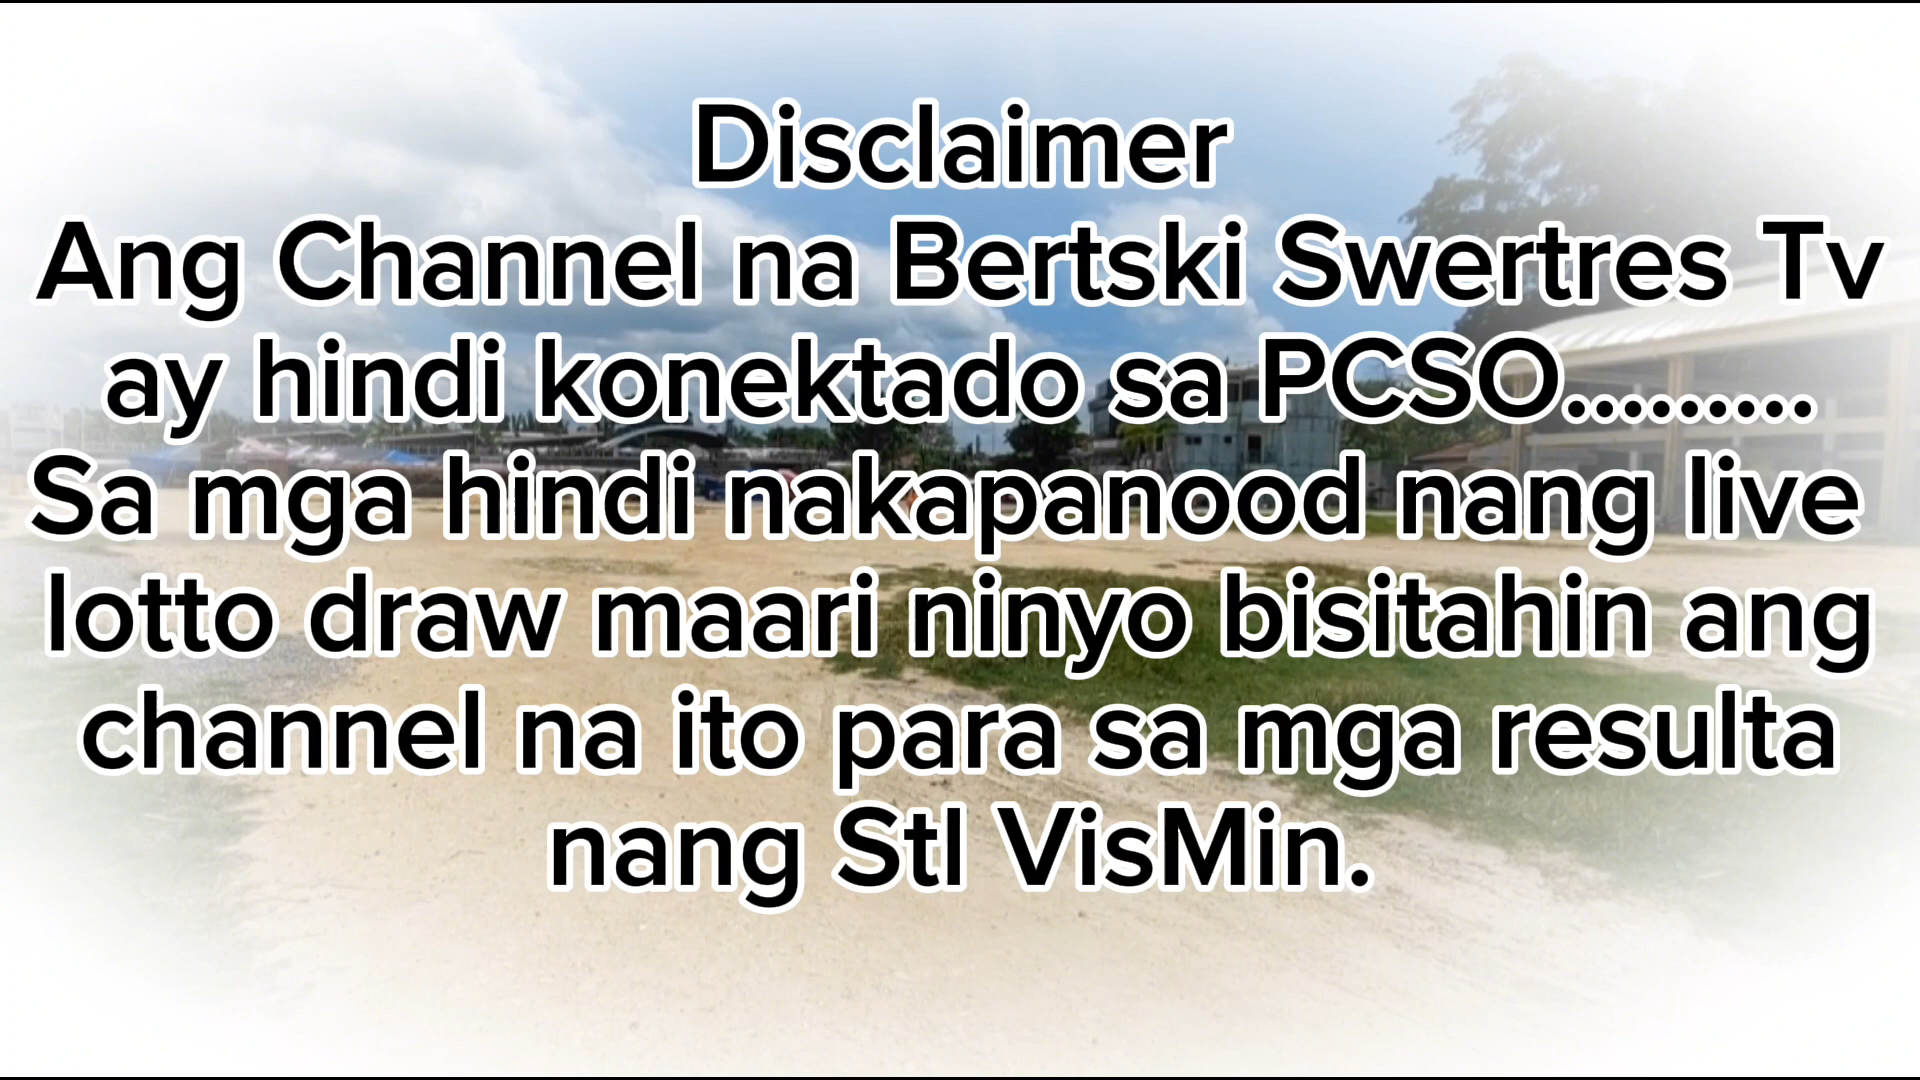 Disclaimer
Ang Channel na Bertski Swertres Tv
ay hindi konektado sa PCSO.........
Sa mga hindi nakapanood nang live
lotto draw maari ninyo bisitahin ang
channel na ito para sa mga resulta
nang Stl VisMin.